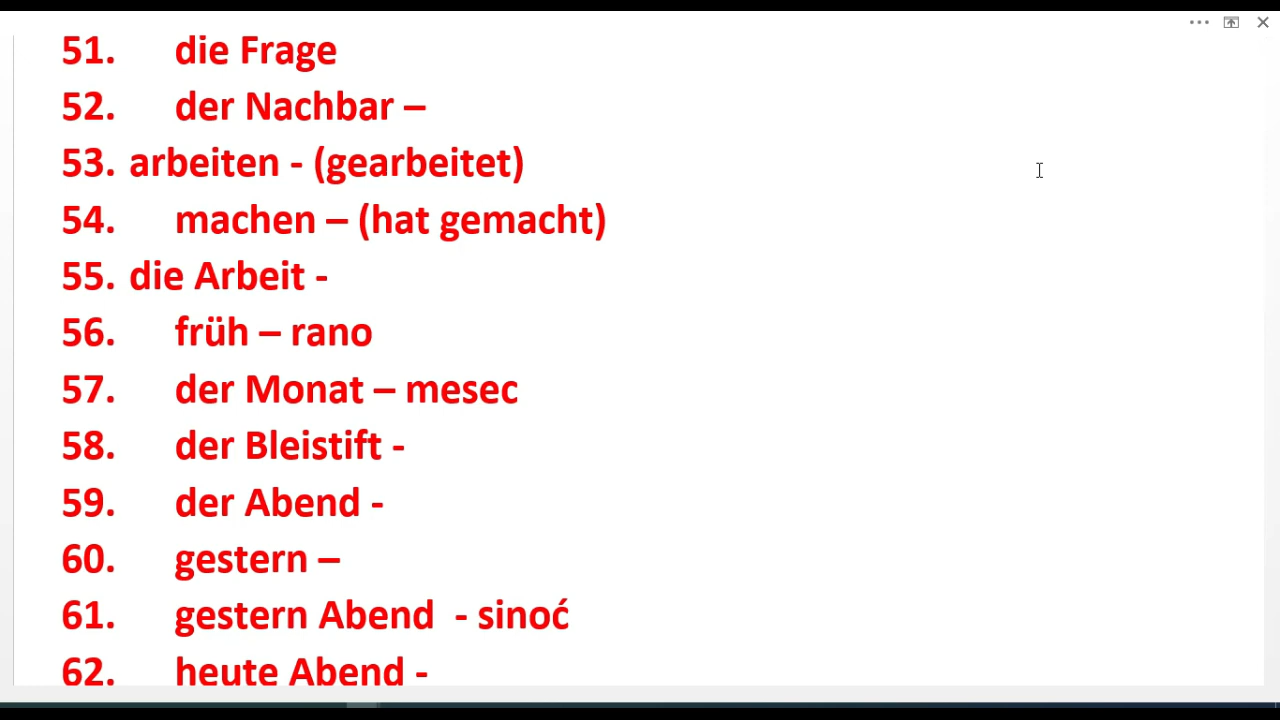 51. die Frage
52. der Nachbar –
53. arbeiten - (gearbeitet)
54. machen – (hat gemacht)
55. die Arbeit -
56. früh – rano
57. der Monat – mesec
58. der Bleistift -
59. der Abend -
60. gestern –
61. gestern Abend - sinoć
62. heute Abend -